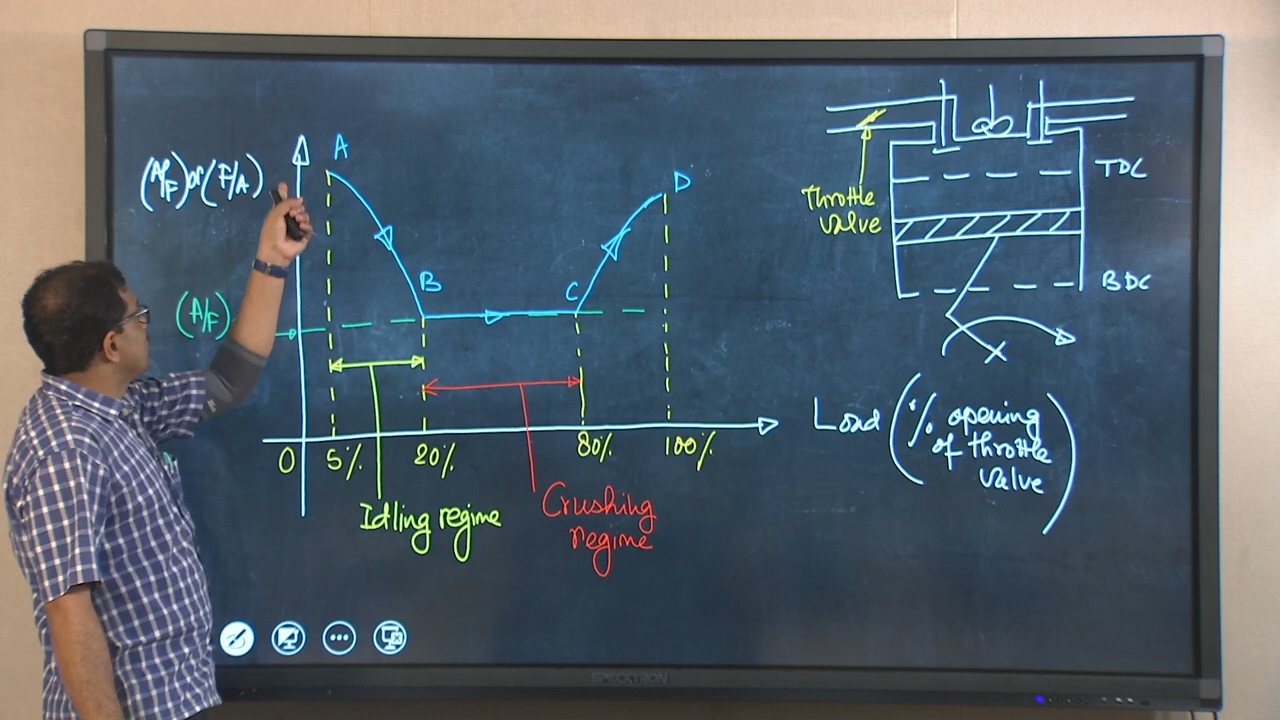 (A/F) or (F/A)
A
B
C
D
(A/F)
0
5%
20%
80%
100%
Idling regime
Crushing
regime
Throttle
valve
TDC
BDC
Load (% opening
of throttle
valve)
SPECKTRON